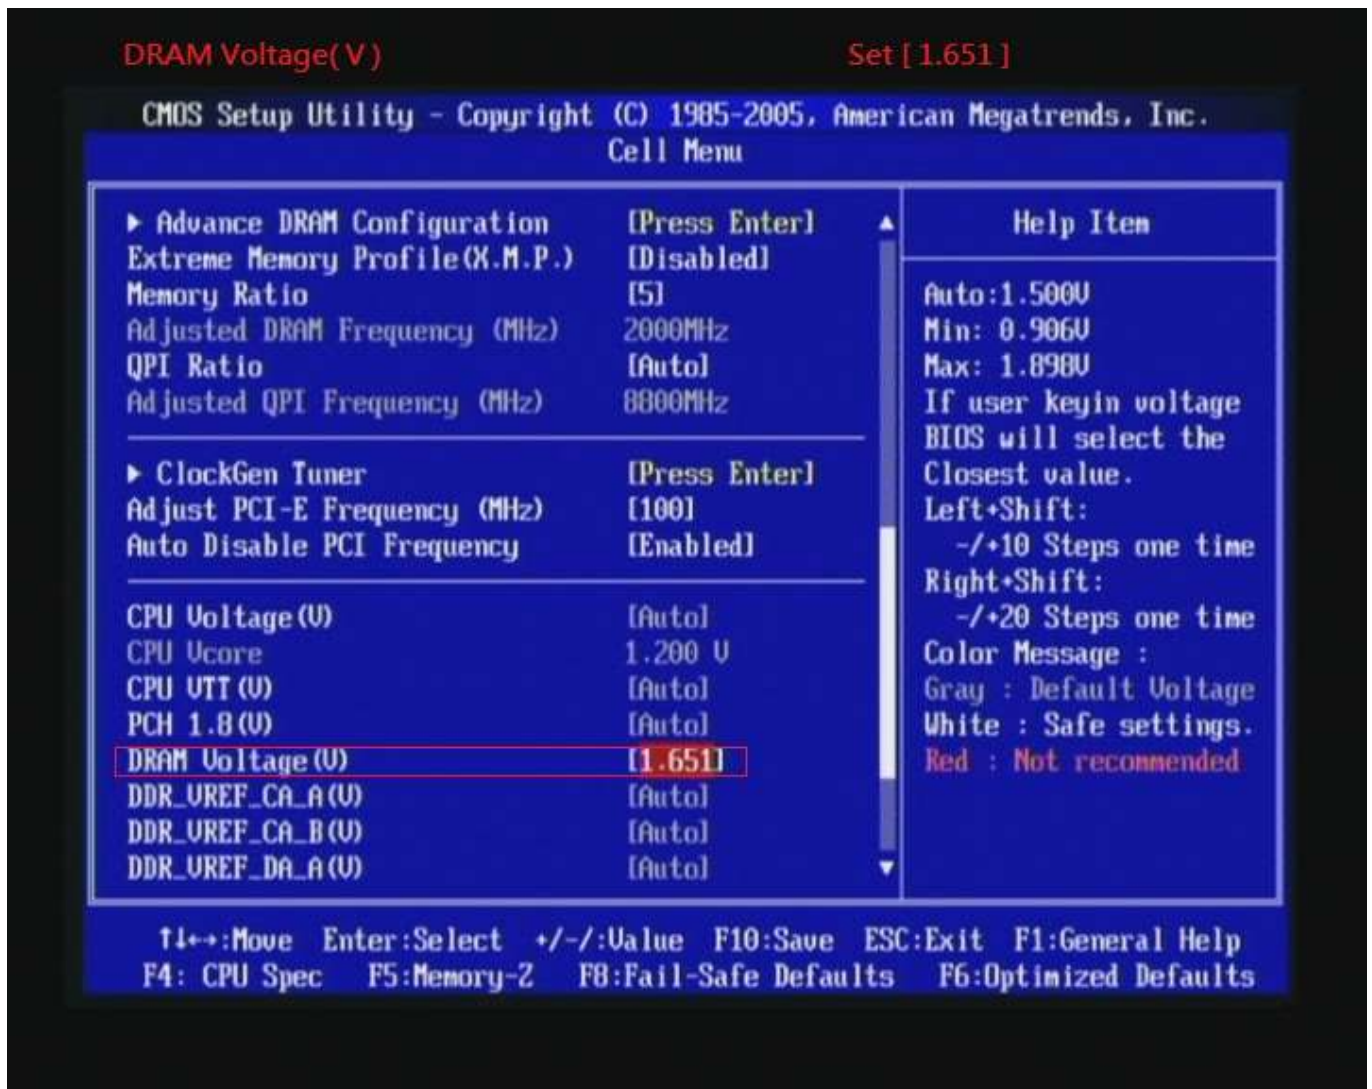 DRAM Voltage( V ) Set [ 1.651 ]
CMOS Setup Utility - Copyright (C) 1985-2005, American Megatrends, Inc.
Cell Menu
► Advance DRAM Configuration [Press Enter]
Extreme Memory Profile(X.M.P.) [Disabled]
Memory Ratio [5]
Adjusted DRAM Frequency (MHz) 2000MHz
QPI Ratio [Auto]
Adjusted QPI Frequency (MHz) 8800MHz
► ClockGen Tuner [Press Enter]
Adjust PCI-E Frequency (MHz) [100]
Auto Disable PCI Frequency [Enabled]
CPU Voltage(V) [Auto]
CPU Vcore 1.200 V
CPU VTT(V) [Auto]
PCH 1.8(V) [Auto]
DRAM Voltage(V) [1.651]
DDR_VREF_CA_A(V) [Auto]
DDR_VREF_CA_B(V) [Auto]
DDR_VREF_DA_A(V) [Auto]
Help Item
Auto:1.500V
Min: 0.906V
Max: 1.898V
If user keyin voltage
BIOS will select the
Closest value.
Left+Shift:
-/+10 Steps one time
Right+Shift:
-/+20 Steps one time
Color Message :
Gray : Default Voltage
White : Safe settings.
Red : Not recommended
↑↓←→:Move Enter:Select +/-/:Value F10:Save ESC:Exit F1:General Help
F4: CPU Spec F5:Memory-Z F8:Fail-Safe Defaults F6:Optimized Defaults